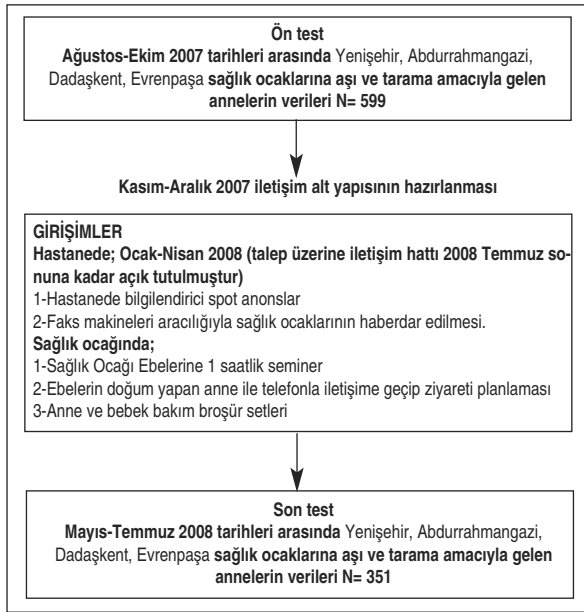 Ön test
Ağustos-Ekim 2007 tarihleri arasında Yenişehir, Abdurrahmangazi,
Dadaşkent, Evrenpaşa sağlık ocaklarına aşı ve tarama amacıyla gelen
annelerin verileri N= 599
Kasım-Aralık 2007 iletişim alt yapısının hazırlanması
GİRİŞİMLER
Hastanede; Ocak-Nisan 2008 (talep üzerine iletişim hattı 2008 Temmuz so-
nuna kadar açık tutulmuştur)
1-Hastanede bilgilendirici spot anonslar
2-Faks makineleri aracılığıyla sağlık ocaklarının haberdar edilmesi.
Sağlık ocağında;
1-Sağlık Ocağı Ebelerine 1 saatlik seminer
2-Ebelerin doğum yapan anne ile telefonla iletişime geçip ziyareti planlaması
3-Anne ve bebek bakım broşür setleri
Son test
Mayıs-Temmuz 2008 tarihleri arasında Yenişehir, Abdurrahmangazi,
Dadaşkent, Evrenpaşa sağlık ocaklarına aşı ve tarama amacıyla gelen
annelerin verileri N= 351